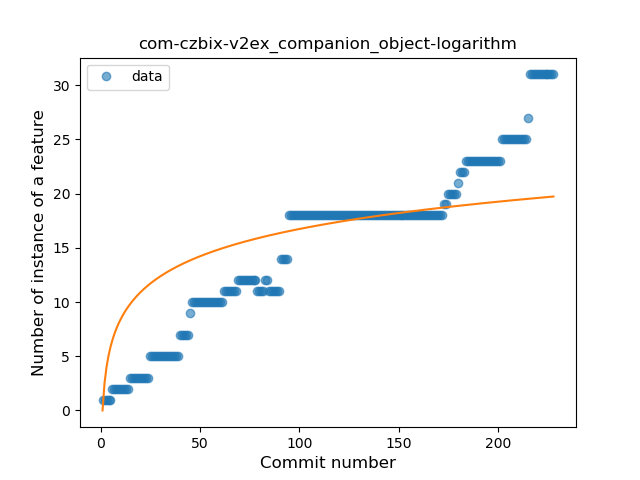 com-czbix-v2ex_companion_object-logarithm
data
Number of instance of a feature
30
25
20
15
10
5
0
0 50 100 150 200
Commit number